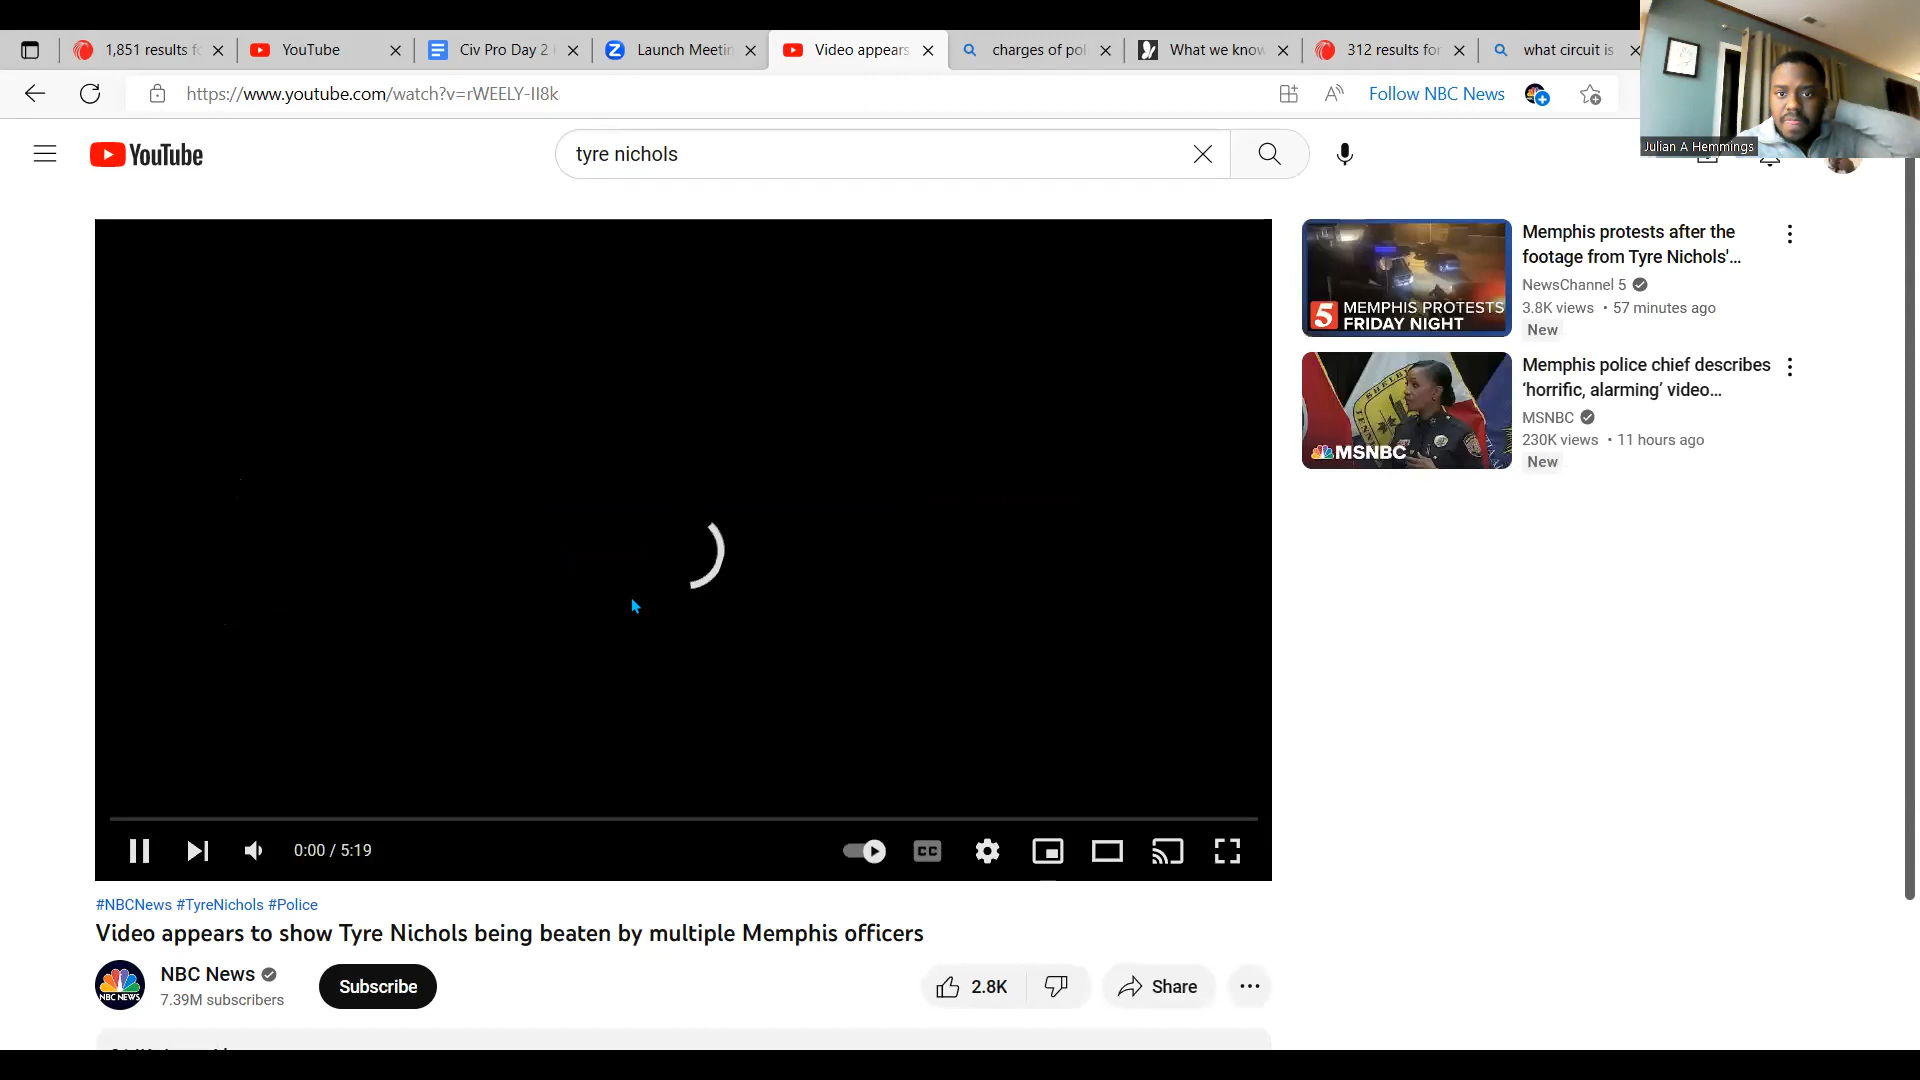 1,851 results fo
YouTube
Civ Pro Day 2
Launch Meetin
Video appears
charges of pol
What we know
312 results for
what circuit is
https://www.youtube.com/watch?v=rWEELY-II8k
Follow NBC News
Julian A Hemmings
YouTube
tyre nichols
MEMPHIS PROTESTS
5 FRIDAY NIGHT
Memphis protests after the
footage from Tyre Nichols'...
NewsChannel 5
3.8K views • 57 minutes ago
New
MSNBC
Memphis police chief describes
‘horrific, alarming’ video...
MSNBC
230K views • 11 hours ago
New
0:00 / 5:19
CC
#NBCNews #TyreNichols #Police
Video appears to show Tyre Nichols being beaten by multiple Memphis officers
NBC NEWS
NBC News
7.39M subscribers
Subscribe
2.8K
Share